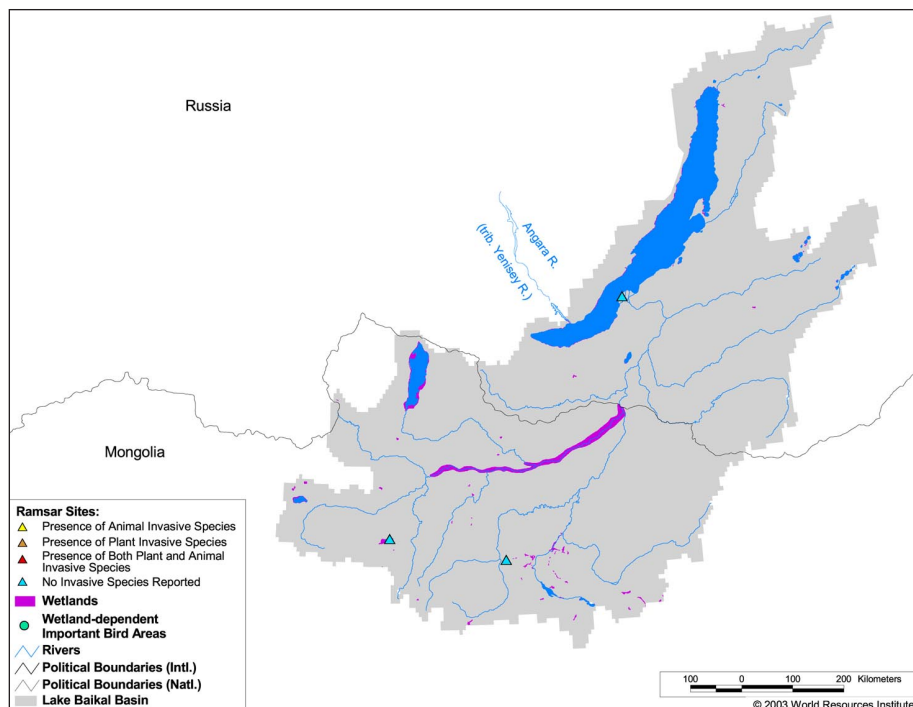 Russia
Angara R.
(trib. Yenisey R.)
Mongolia
Ramsar Sites:
Presence of Animal Invasive Species
Presence of Plant Invasive Species
Presence of Both Plant and Animal
Invasive Species
No Invasive Species Reported
Wetlands
Wetland-dependent
Important Bird Areas
Rivers
Political Boundaries (Intl.)
Political Boundaries (Natl.)
Lake Baikal Basin
100 0 100 200 Kilometers
© 2003 World Resources Institute